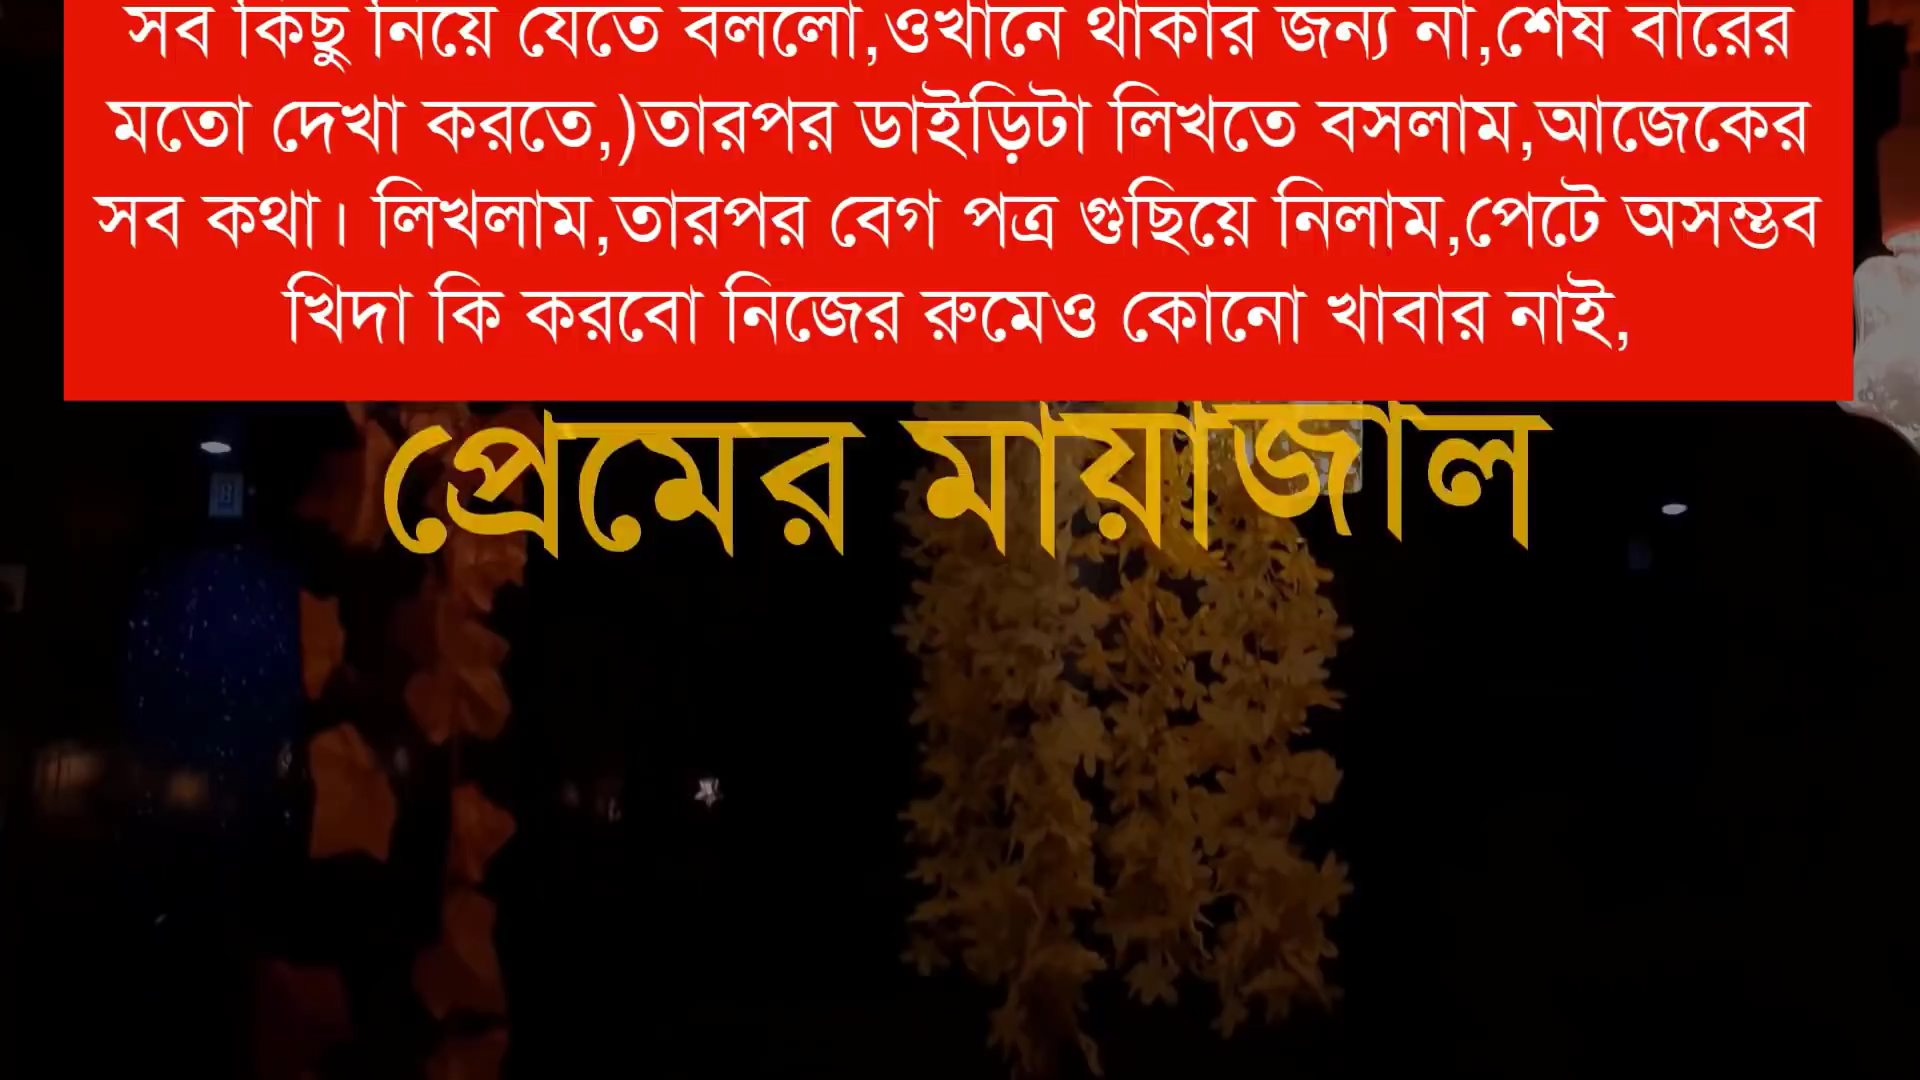 সব কিছু নিয়ে যেতে বললো,ওখানে থাকার জন্য না,শেষ বারের
মতো দেখা করতে,)তারপর ডাইড়িটা লিখতে বসলাম,আজেকের
সব কথা। লিখলাম,তারপর বেগ পত্র গুছিয়ে নিলাম,পেটে অসম্ভব
খিদা কি করবো নিজের রুমেও কোনো খাবার নাই,
প্রেমের মায়াজাল